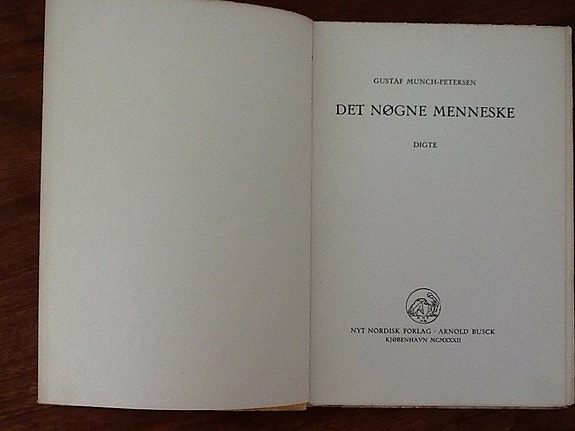 GUSTAF MUNCH-PETERSEN
DET NØGNE MENNESKE
DIGTE
NYT NORDISK FORLAG · ARNOLD BUSCK
KJØBENHAVN MCMXXXII